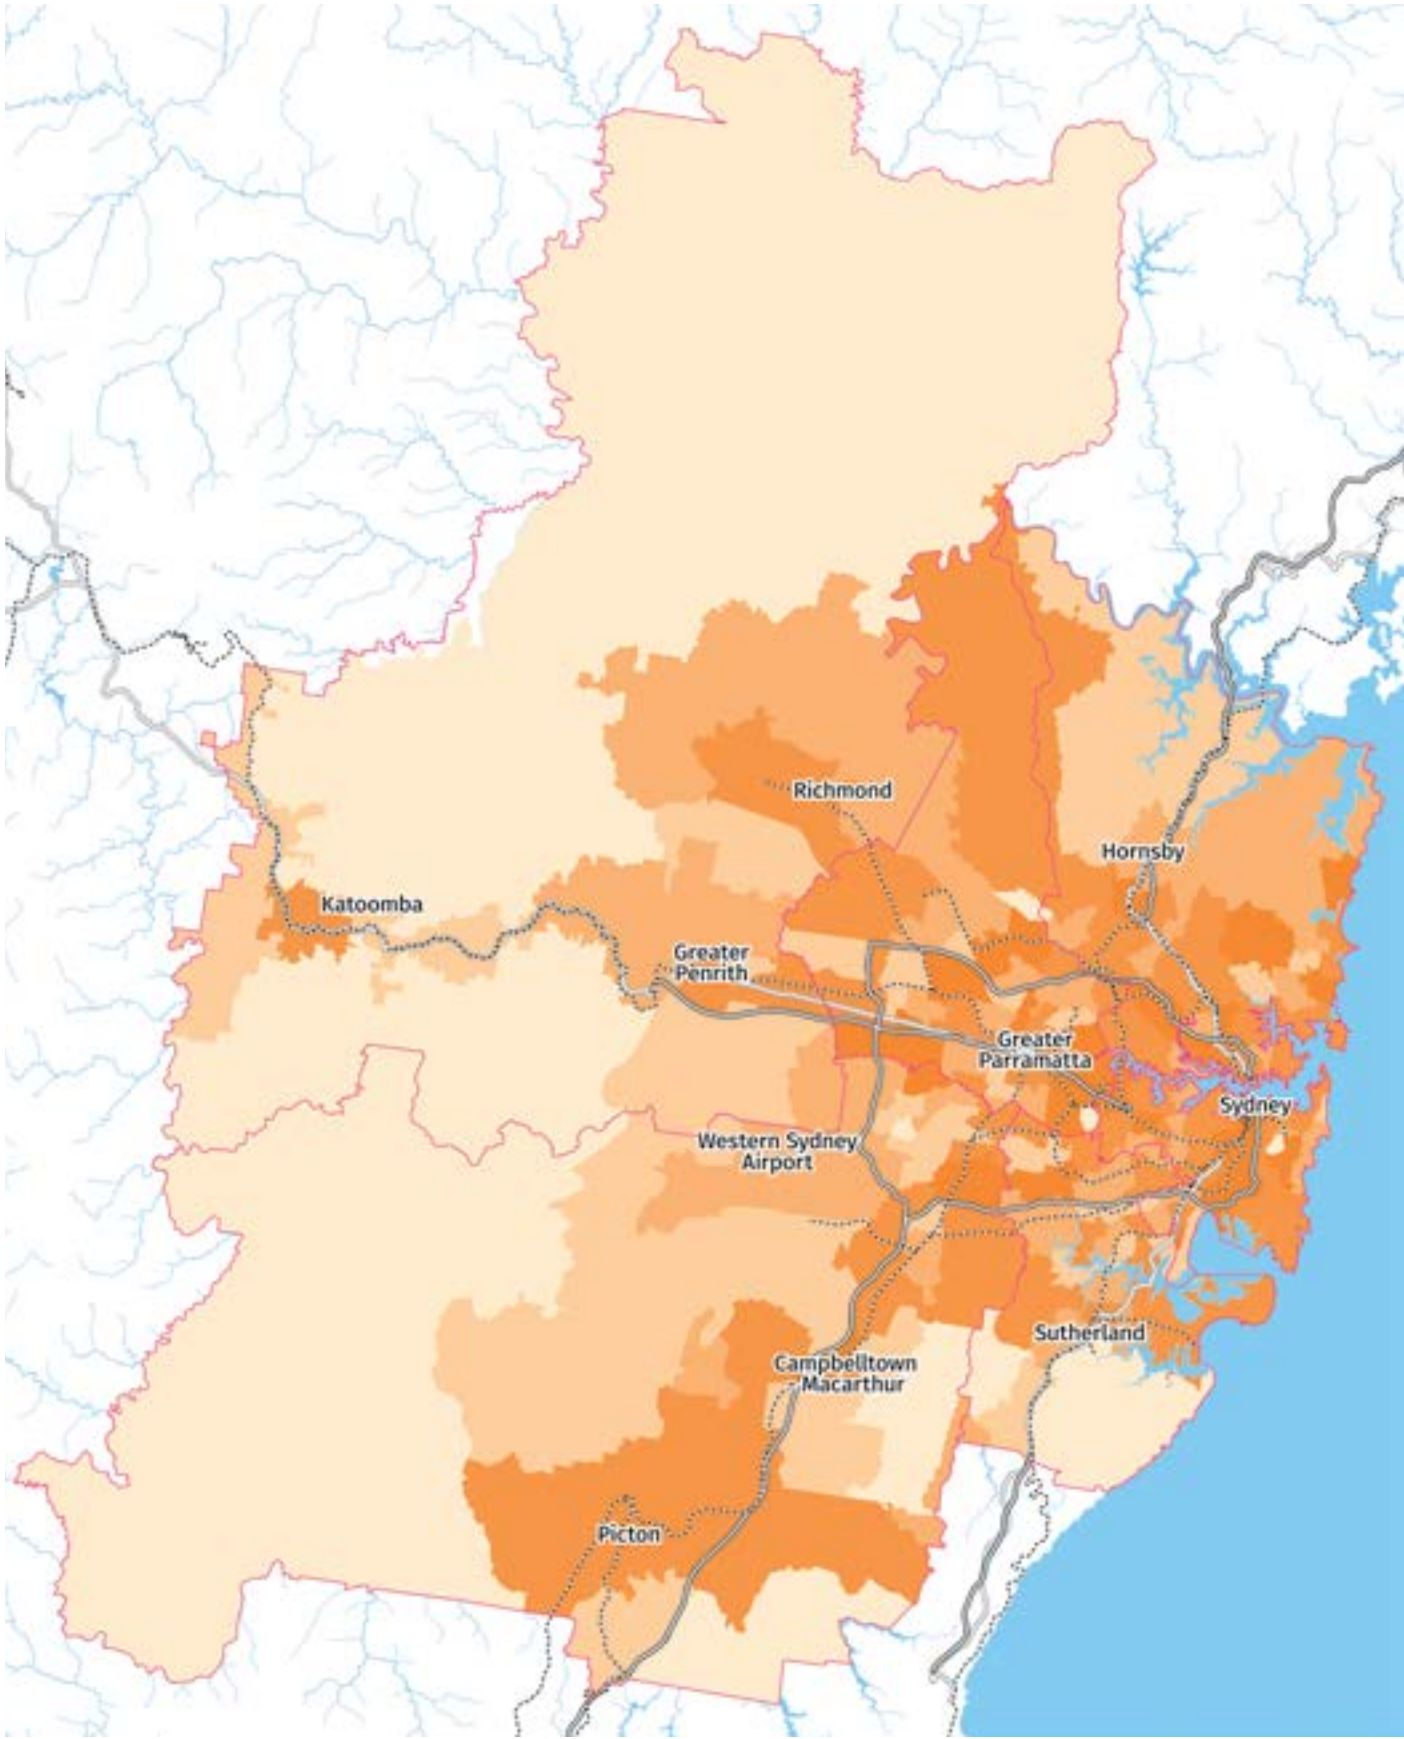 Richmond
Hornsby
Katoomba
Greater
Penrith
Greater
Parramatta
Sydney
Western Sydney
Airport
Sutherland
Campbelltown
Macarthur
Picton